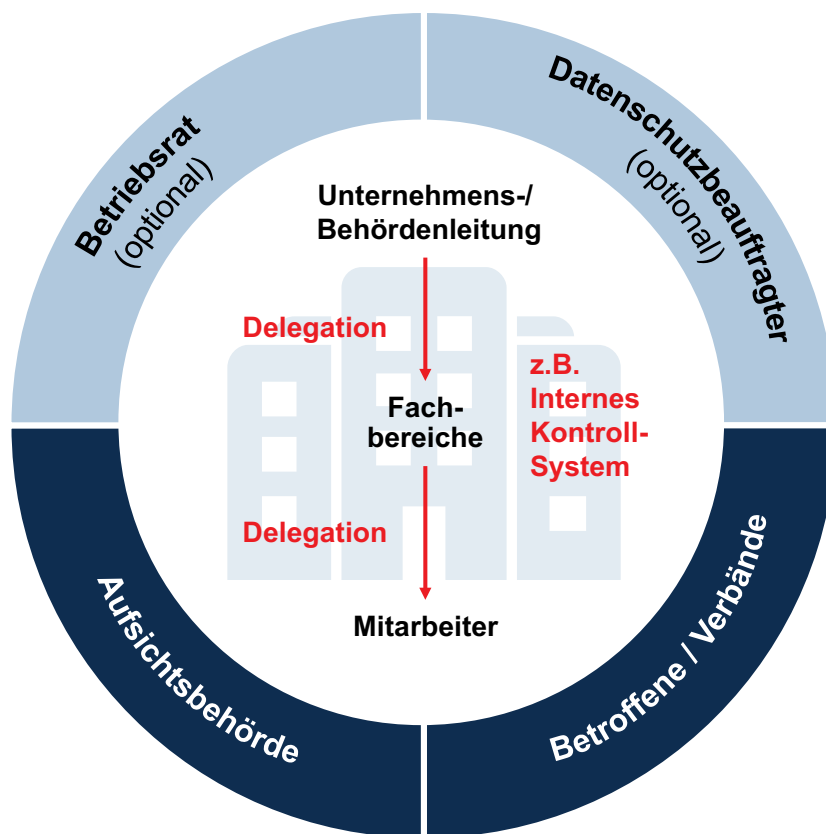 Betriebsrat
(optional)
Datenschutzbeauftragter
(optional)
Unternehmens-/
Behördenleitung
Delegation
z.B.
Internes
Kontroll-
System
Fach-
bereiche
Delegation
Mitarbeiter
Aufsichtsbehörde
Betroffene / Verbände